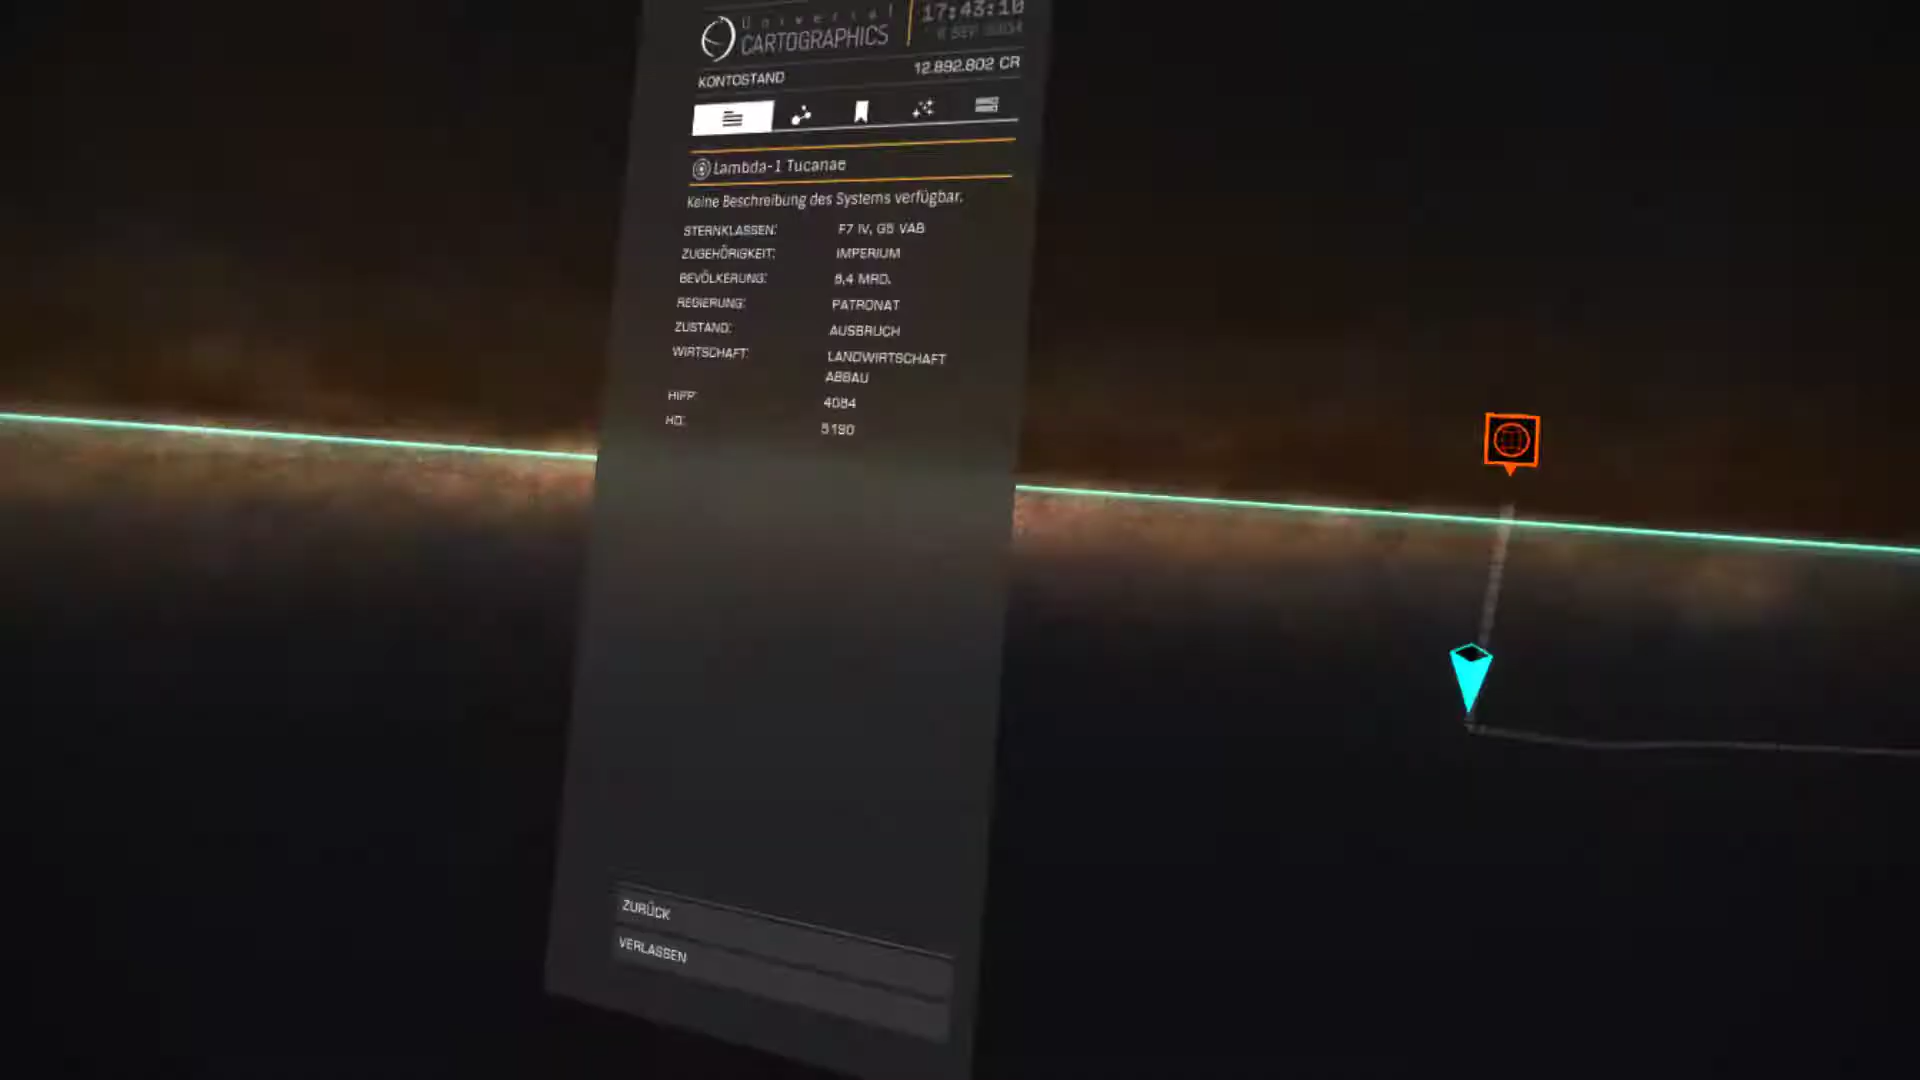 Universal
CARTOGRAPHICS
17:43:10
KONTOSTAND 12.892.802 CR
Lambda-1 Tucanae
Keine Beschreibung des Systems verfügbar.
STERNKLASSEN: F7 IV, G5 VAB
ZUGEHÖRIGKEIT: IMPERIUM
BEVÖLKERUNG: MRD.
REGIERUNG: PATRONAT
ZUSTAND: AUSBRUCH
WIRTSCHAFT: LANDWIRTSCHAFT
ABBAU
HIPP: 4084
HD: 5190
ZURÜCK
VERLASSEN